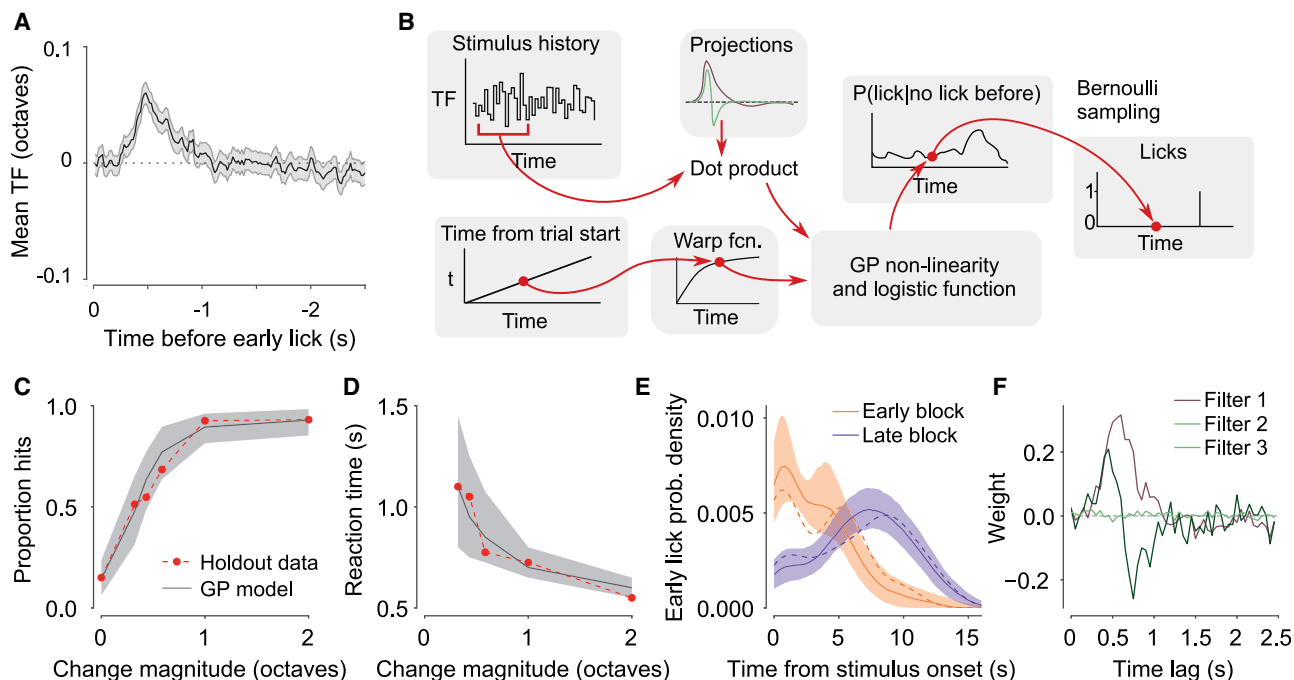 A
0.1
0
-0.1
Mean TF (octaves)
0
-1
-2
Time before early lick (s)
B
Stimulus history
TF
Time
Projections
Dot product
Time from trial start
t
Time
Warp fcn.
Time
GP non-linearity
and logistic function
P(lick|no lick before)
Time
Bernoulli
sampling
Licks
1
0
Time
C
1.0
0.5
0.0
Proportion hits
Holdout data
GP model
0
1
2
Change magnitude (octaves)
D
1.5
1.0
0.5
Reaction time (s)
0
1
2
Change magnitude (octaves)
E
0.010
0.005
0.000
Early lick prob. density
Early block
Late block
0
5
10
15
Time from stimulus onset (s)
F
0.2
0.0
-0.2
Weight
Filter 1
Filter 2
Filter 3
0
0.5
1
1.5
2
2.5
Time lag (s)